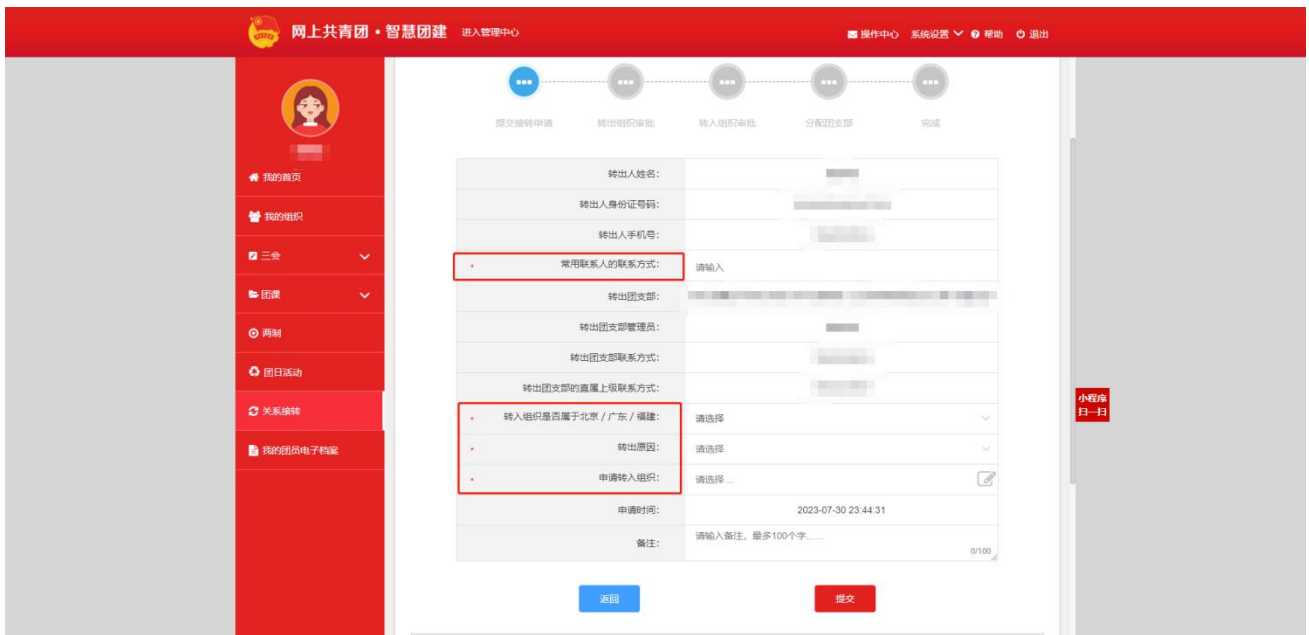 网上共青团·智慧团建 进入管理中心 操作中心 系统设置 帮助 退出
提交接转申请 转出组织审批 转入组织审批 分配团支部 完成
我的首页
我的组织
三会
团课
两制
团日活动
关系接转
我的团员电子档案
转出人姓名:
转出人身份证号码:
转出人手机号:
* 常用联系人的联系方式: 请输入
转出团支部:
转出团支部管理员:
转出团支部联系方式:
转出团支部的直属上级联系方式:
* 转入组织是否属于北京/广东/福建: 请选择
* 转出原因: 请选择
* 申请转入组织: 请选择 ...
申请时间: 2023-07-30 23:44:31
备注: 请输入备注,最多100个字……
0/100
返回 提交
小程序
扫一扫